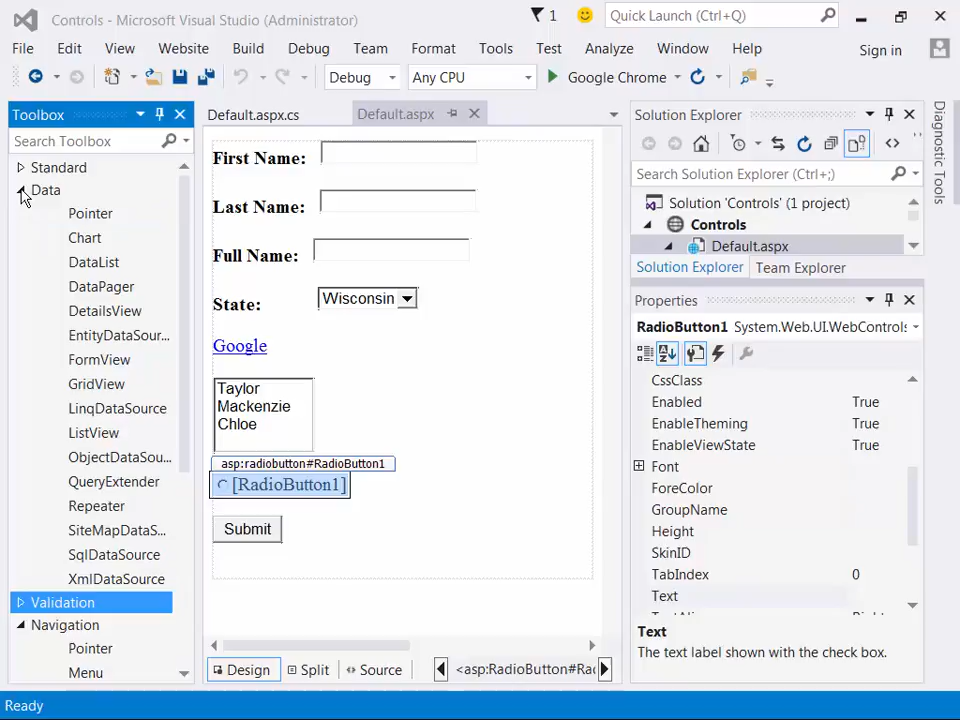 Controls - Microsoft Visual Studio (Administrator)
1
Quick Launch (Ctrl+Q)
File Edit View Website Build Debug Team Format Tools Test Analyze Window Help
Sign in
Debug
Any CPU
Google Chrome
Toolbox
Search Toolbox
Standard
Data
Pointer
Chart
DataList
DataPager
DetailsView
EntityDataSour...
FormView
GridView
LinqDataSource
ListView
ObjectDataSou...
QueryExtender
Repeater
SiteMapDataS...
SqlDataSource
XmlDataSource
Validation
Navigation
Pointer
Menu
Default.aspx.cs
Default.aspx
First Name:
Last Name:
Full Name:
State:
Wisconsin
Google
Taylor
Mackenzie
Chloe
asp:radiobutton#RadioButton1
[RadioButton1]
Submit
Design
Split
Source
<asp:RadioButton#Ra
Solution Explorer
Search Solution Explorer (Ctrl+;)
Solution 'Controls' (1 project)
Controls
Default.aspx
Solution Explorer
Team Explorer
Properties
RadioButton1 System.Web.UI.WebControls
CssClass
Enabled True
EnableTheming True
EnableViewState True
Font
ForeColor
GroupName
Height
SkinID
TabIndex 0
Text
Text
The text label shown with the check box.
Diagnostic Tools
Ready